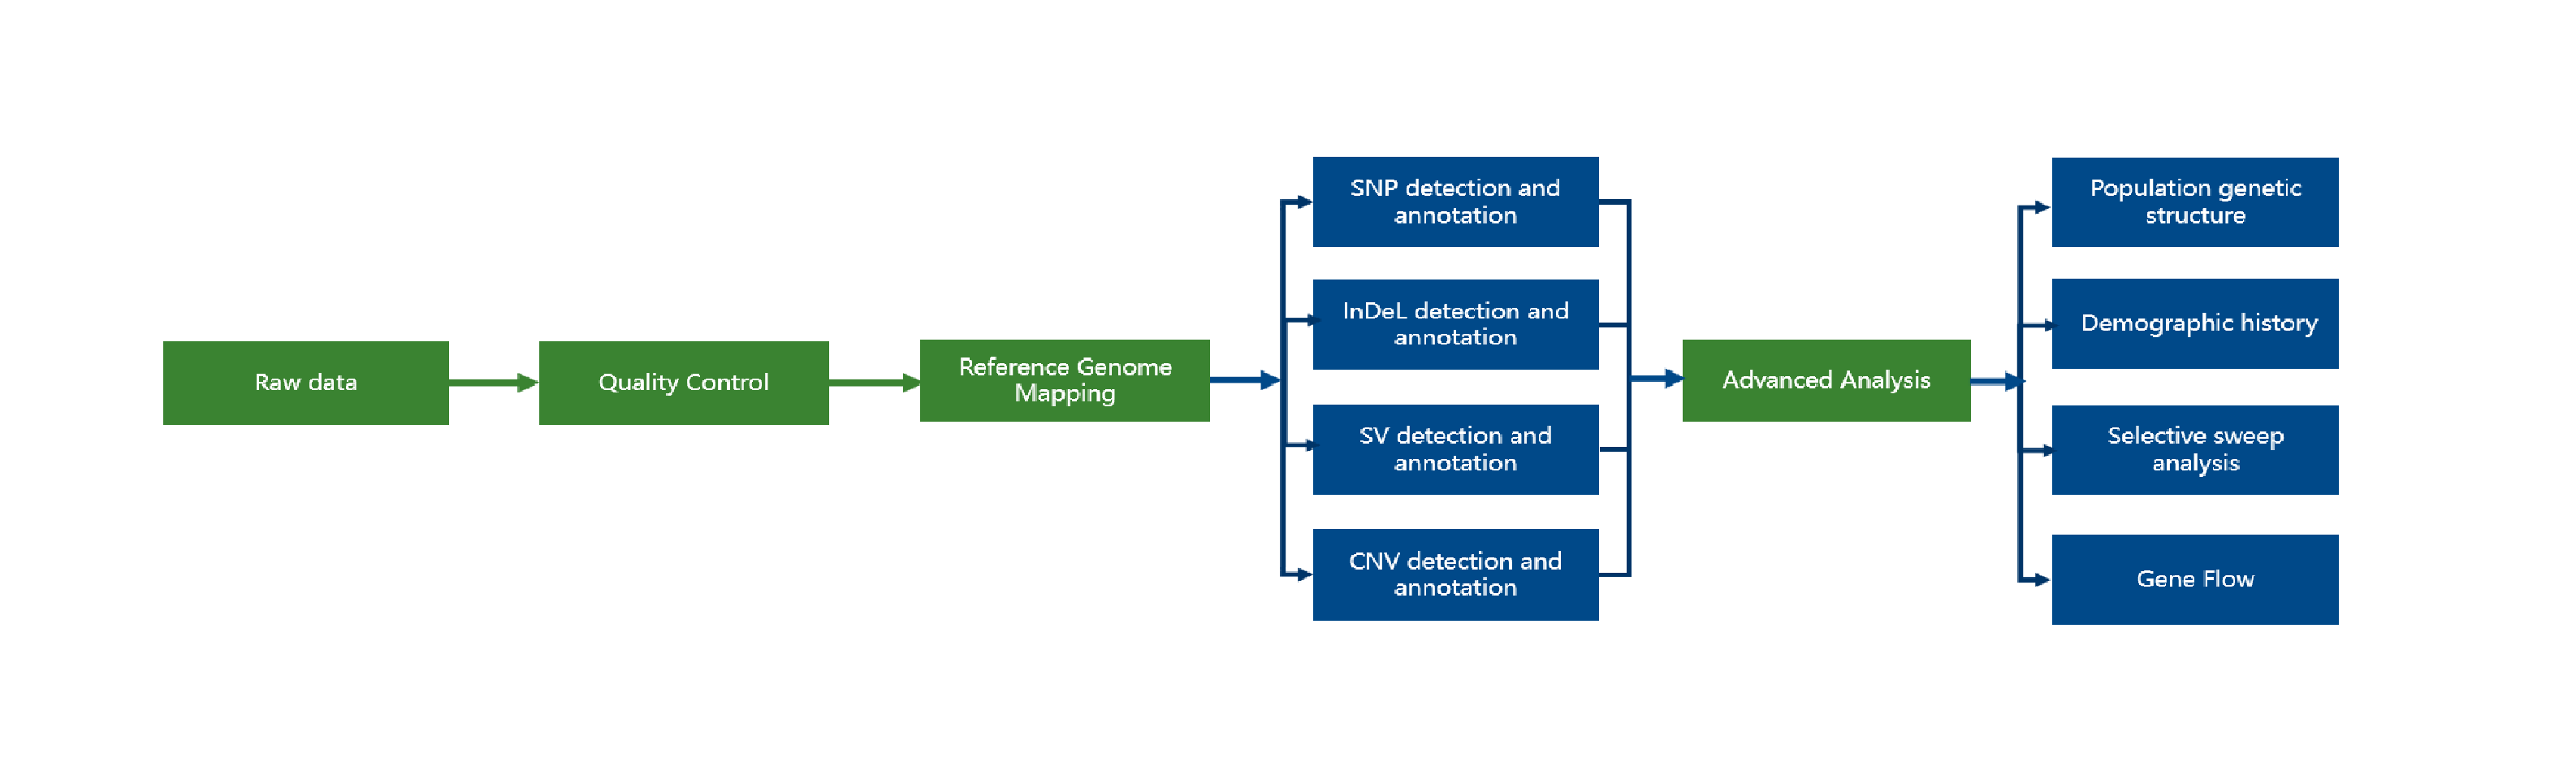 Raw data
Quality Control
Reference Genome
Mapping
SNP detection and
annotation
InDeL detection and
annotation
SV detection and
annotation
CNV detection and
annotation
Advanced Analysis
Population genetic
structure
Demographic history
Selective sweep
analysis
Gene Flow